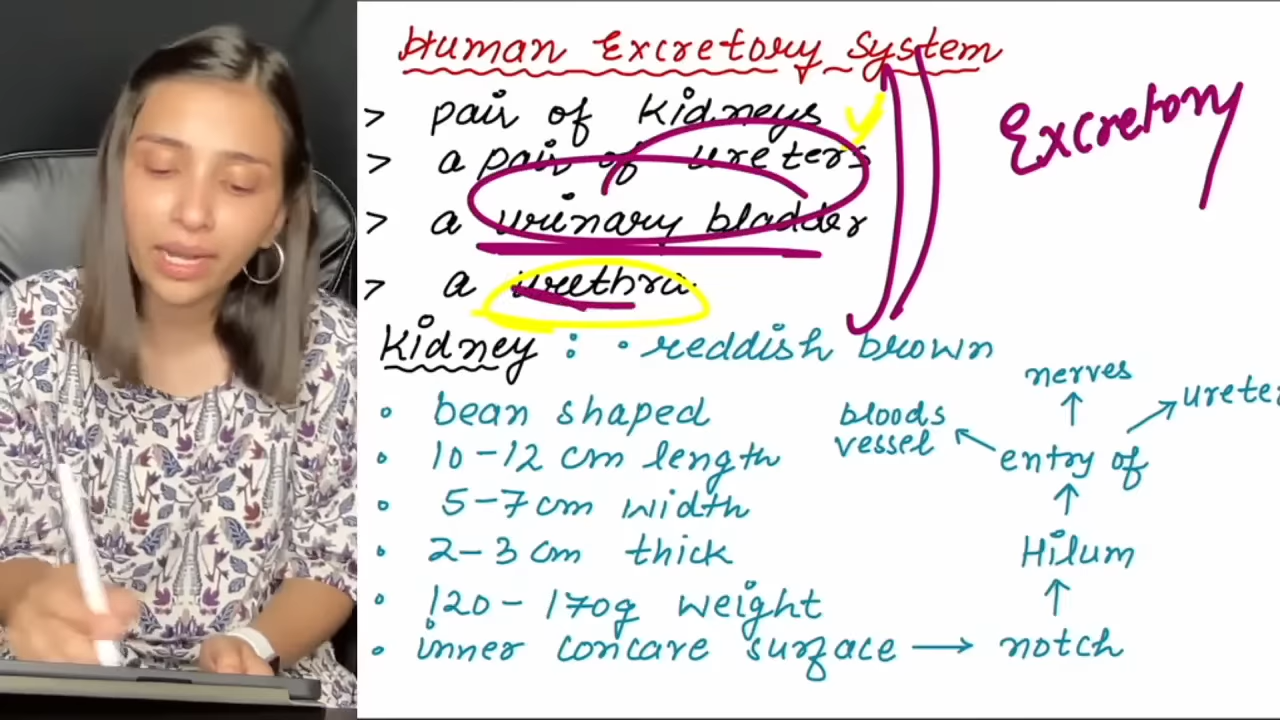 Human Excretory System
> pair of kidneys
> a pair of ureters
> a urinary bladder
> a urethra
Excretory
Kidney : • reddish brown
• bean shaped
• 10-12 cm length
• 5-7cm width
• 2-3 cm thick
• 120-170g weight
• inner concave surface → notch
↑
Hilum
↑
entry of
bloods vessel
nerves
ureter